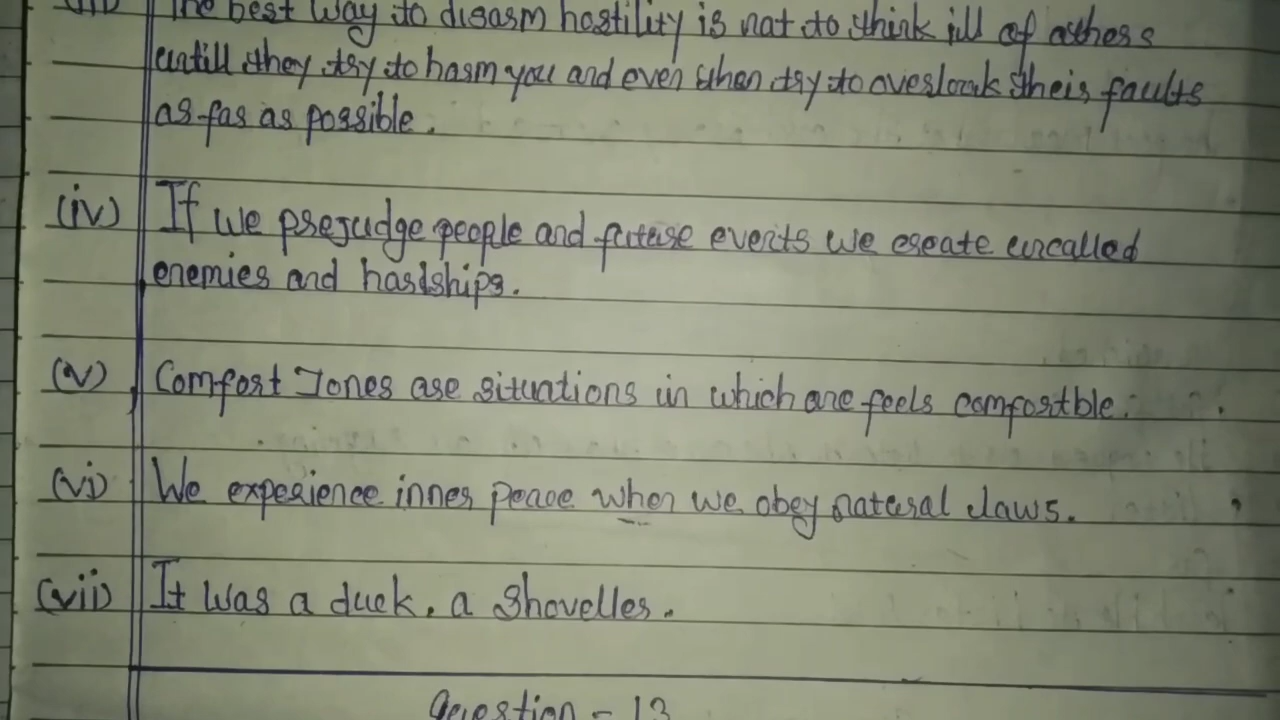 (iii) The best way to disarm hostility is not to think ill of others
untill they try to harm you and even then try to overlook their faults
as far as possible.
(iv) If we prejudge people and future events we create uncalled
enemies and hardships.
(v) Comfort Zones are situations in which one feels comfortble.
(vi) We experience inner peace when we obey natural laws.
(vii) It was a duck, a Shoveller.
Question - 13